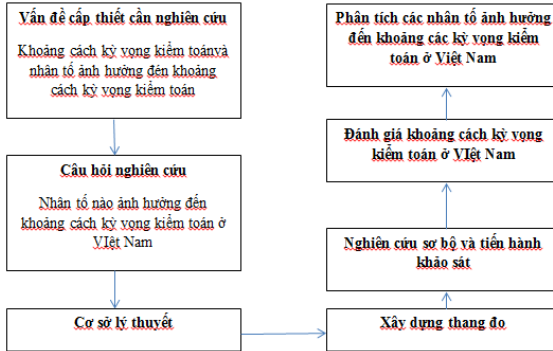 Vấn đề cấp thiết cần nghiên cứu
Khoảng cách kỳ vọng kiểm toánvà
nhân tố ảnh hưởng đến khoảng
cách kỳ vọng kiểm toán
Câu hỏi nghiên cứu
Nhân tố nào ảnh hưởng đến
khoảng cách kỳ vọng kiểm toán ở
VIệt Nam
Cơ sở lý thuyết
Xây dựng thang đo
Nghiên cứu sơ bộ và tiến hành
khảo sát
Đánh giá khoảng cách kỳ vọng
kiểm toán ở VIệt Nam
Phân tích các nhân tố ảnh hưởng
đến khoảng các kỳ vọng kiểm
toán ở Việt Nam